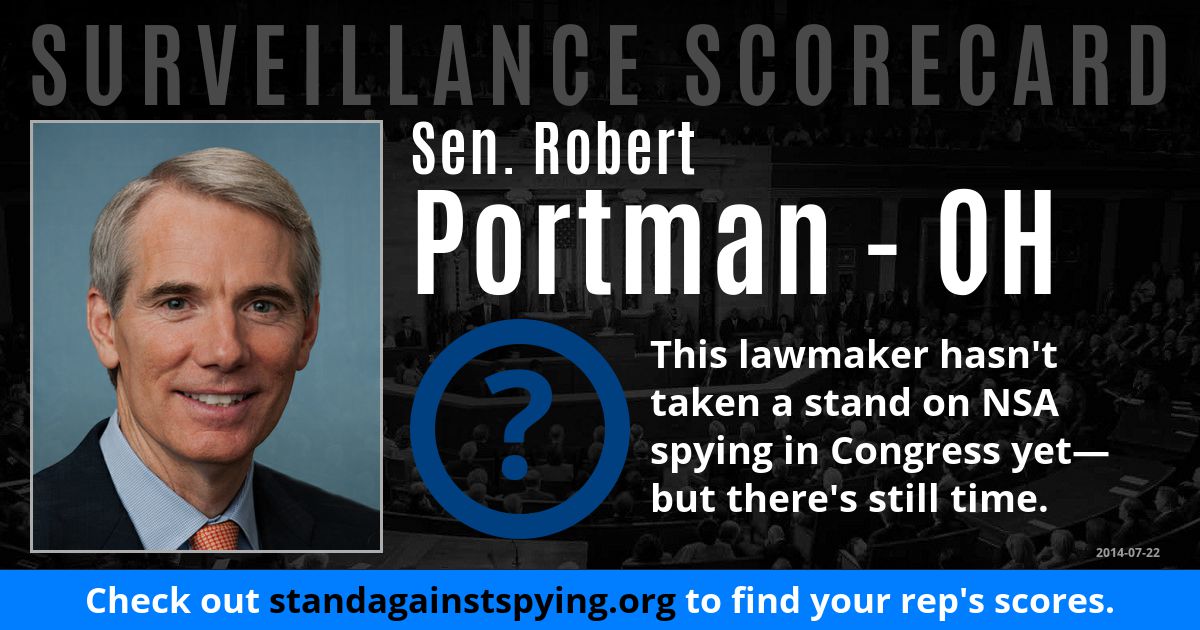 SURVEILLANCE SCORECARD
Sen. Robert
Portman - OH
?
This lawmaker hasn't
taken a stand on NSA
spying in Congress yet—
but there's still time.
2014-07-22
Check out standagainstspying.org to find your rep's scores.